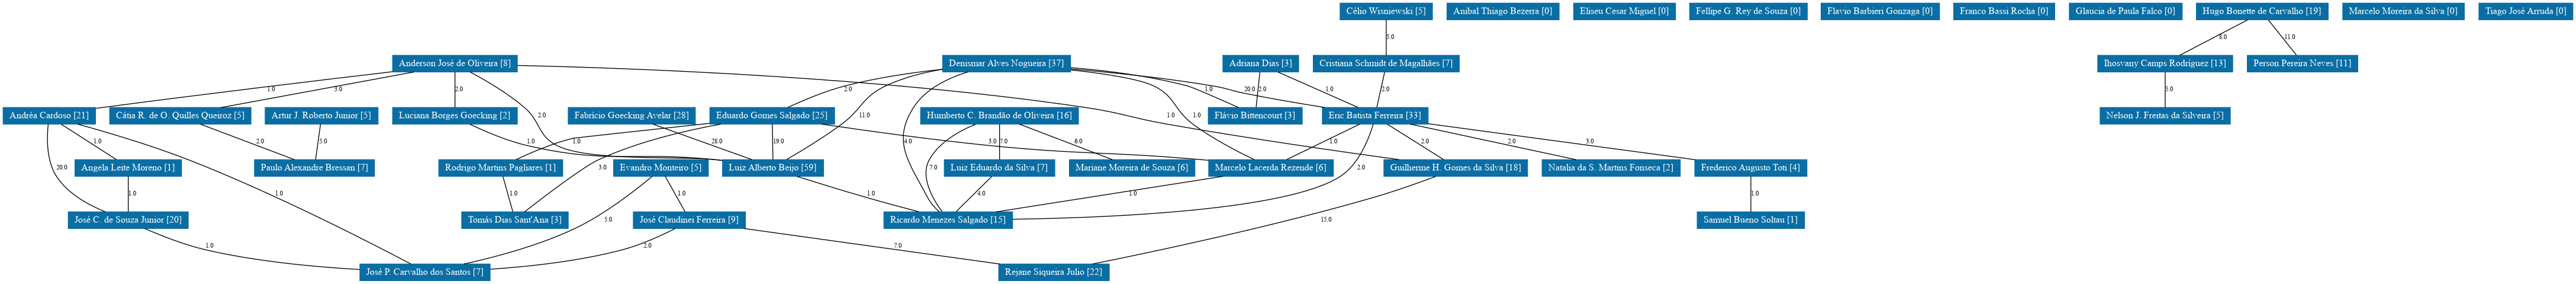 Célio Wisniewski [5]
Anibal Thiago Bezerra [0]
Eliseu Cesar Miguel [0]
Fellipe G. Rey de Souza [0]
Flavio Barbieri Gonzaga [0]
Franco Bassi Rocha [0]
Glaucia de Paula Falco [0]
Hugo Bonette de Carvalho [19]
Marcelo Moreira da Silva [0]
Tiago José Arruda [0]
5.0
8.0
11.0
Anderson José de Oliveira [8]
Denismar Alves Nogueira [37]
Adriana Dias [3]
Cristiana Schmidt de Magalhães [7]
Ihosvany Camps Rodriguez [13]
Person Pereira Neves [11]
1.0
3.0
2.0
2.0
2.0
11.0
4.0
1.0
1.0
20.0
2.0
1.0
2.0
1.0
5.0
Andréa Cardoso [21]
Cátia R. de O. Quilles Queiroz [5]
Artur J. Roberto Junior [5]
Luciana Borges Goecking [2]
Fabricio Goecking Avelar [28]
Eduardo Gomes Salgado [25]
Humberto C. Brandão de Oliveira [16]
Flávio Bittencourt [3]
Eric Batista Ferreira [33]
Nelson J. Freitas da Silveira [5]
20.0
1.0
1.0
2.0
5.0
1.0
28.0
1.0
3.0
19.0
3.0
7.0
7.0
6.0
1.0
2.0
2.0
2.0
3.0
Angela Leite Moreno [1]
Paulo Alexandre Bressan [7]
Rodrigo Martins Pagliares [1]
Evandro Monteiro [5]
Luiz Alberto Beijo [59]
Luiz Eduardo da Silva [7]
Mariane Moreira de Souza [6]
Marcelo Lacerda Rezende [6]
Guilherme H. Gomes da Silva [18]
Natalia da S. Martins Fonseca [2]
Frederico Augusto Toti [4]
1.0
1.0
5.0
1.0
1.0
4.0
1.0
15.0
1.0
José C. de Souza Junior [20]
Tomás Dias Sant'Ana [3]
José Claudinei Ferreira [9]
Ricardo Menezes Salgado [15]
Samuel Bueno Soltau [1]
1.0
2.0
7.0
José P. Carvalho dos Santos [7]
Rejane Siqueira Julio [22]